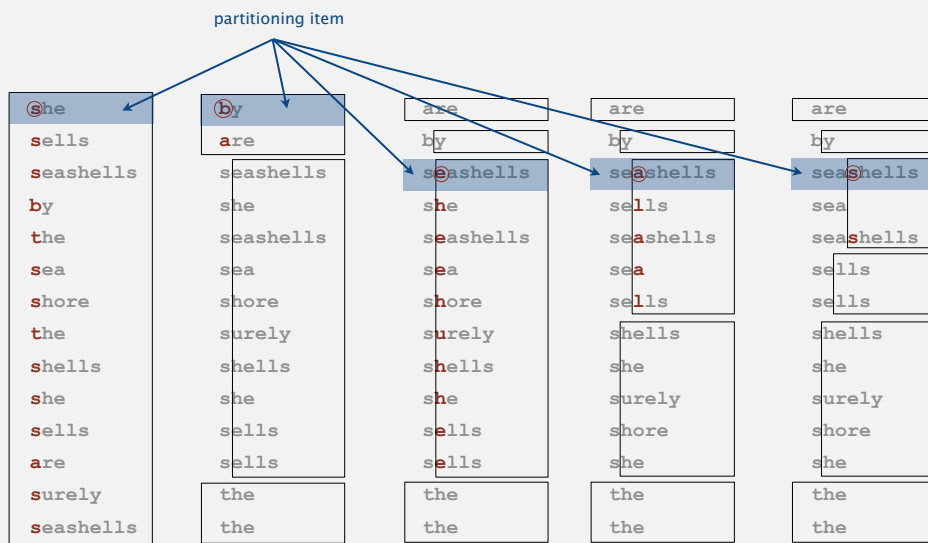 partitioning item
she by are are are
sells are by by by
seashells seashells seashells seashells seashells
by she she sells sea
the seashells seashells seashells seashells
sea sea sea sea sells
shore shore shore sells sells
the surely surely shells shells
shells shells shells she she
she she she surely surely
sells sells sells shore shore
are sells sells she she
surely the the the the
seashells the the the the